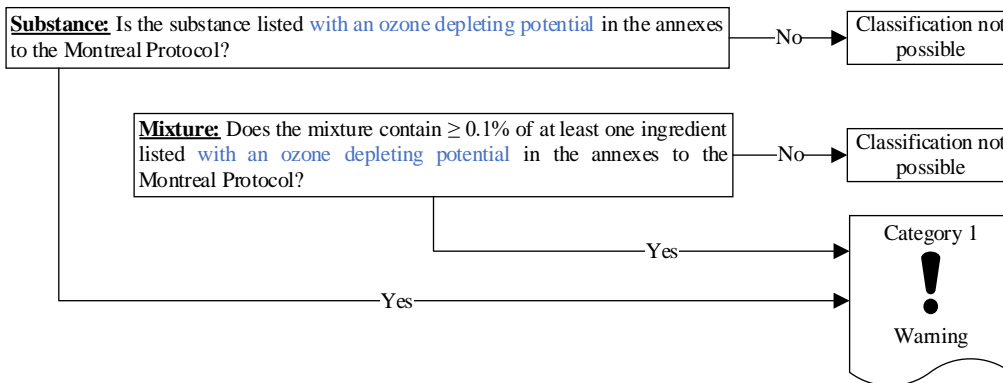 Substance: Is the substance listed with an ozone depleting potential in the annexes
to the Montreal Protocol?
No
Classification not
possible
Mixture: Does the mixture contain ≥ 0.1% of at least one ingredient
listed with an ozone depleting potential in the annexes to the
Montreal Protocol?
No
Classification not
possible
Yes
Category 1
Yes
Warning